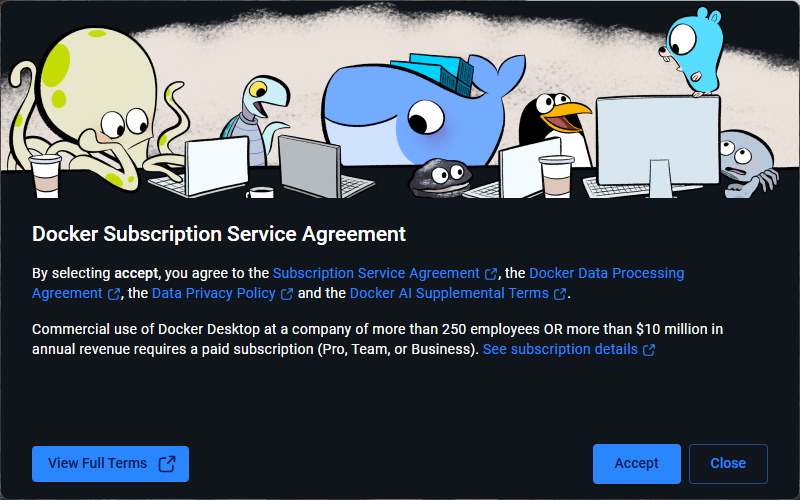 Docker Subscription Service Agreement
By selecting accept, you agree to the Subscription Service Agreement, the Docker Data Processing
Agreement, the Data Privacy Policy and the Docker AI Supplemental Terms.
Commercial use of Docker Desktop at a company of more than 250 employees OR more than $10 million in
annual revenue requires a paid subscription (Pro, Team, or Business). See subscription details
View Full Terms
Accept
Close